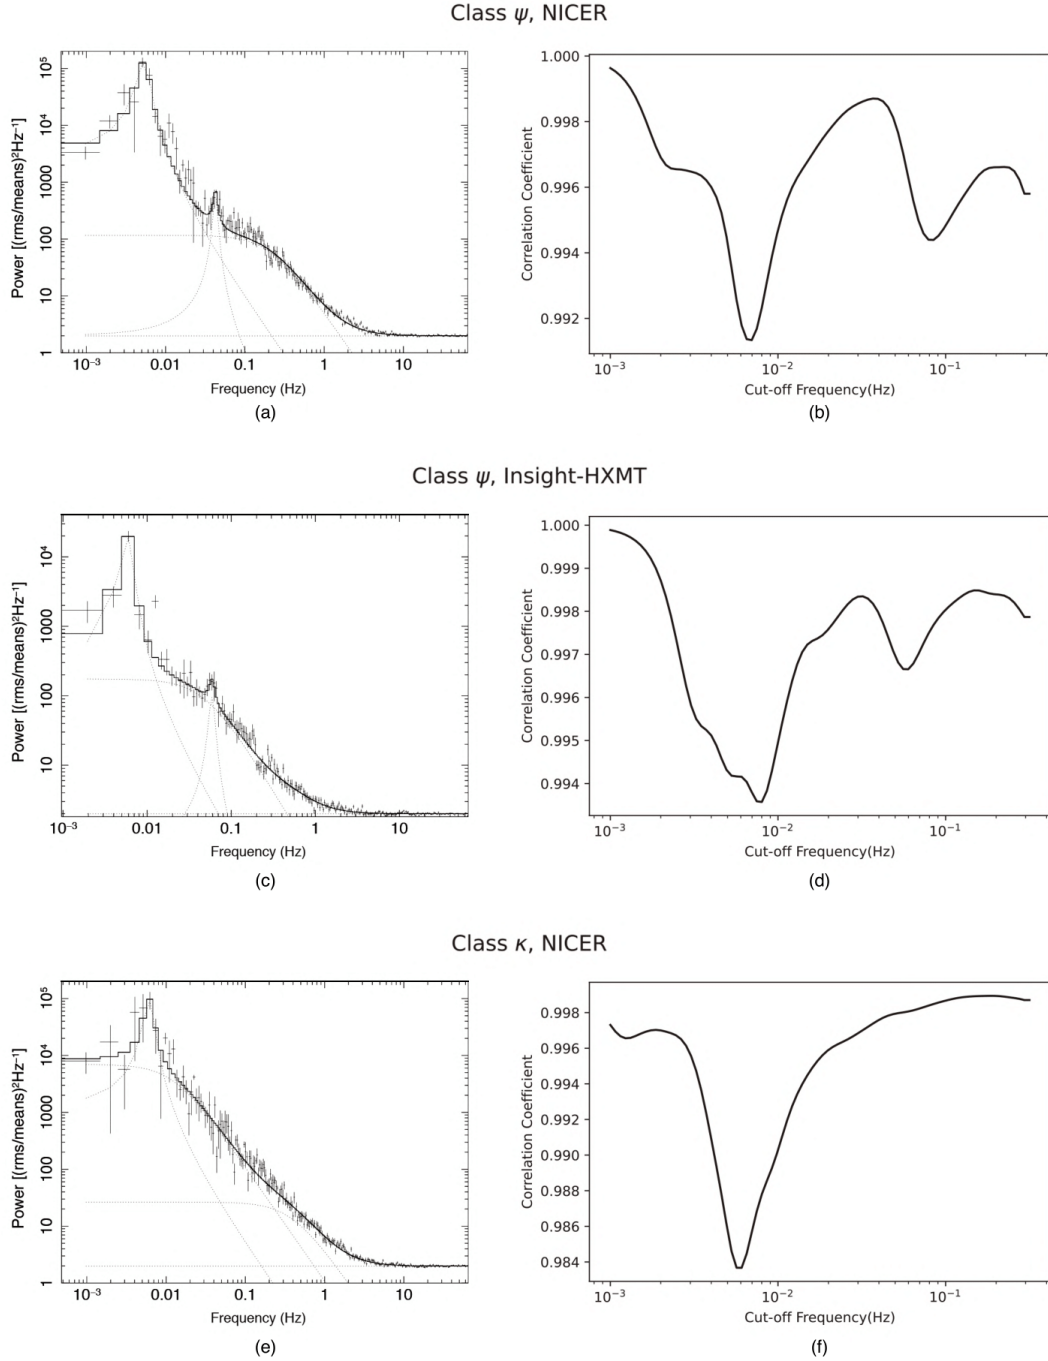 Class ψ, NICER
Power [(rms/means)²Hz⁻¹]
10⁵
10⁴
1000
100
10
1
10⁻³ 0.01 0.1 1 10
Frequency (Hz)
(a)
Correlation Coefficient
1.000
0.998
0.996
0.994
0.992
10⁻³ 10⁻² 10⁻¹
Cut-off Frequency(Hz)
(b)
Class ψ, Insight-HXMT
Power [(rms/means)²Hz⁻¹]
10⁴
1000
100
10
10⁻³ 0.01 0.1 1 10
Frequency (Hz)
(c)
Correlation Coefficient
1.000
0.999
0.998
0.997
0.996
0.995
0.994
10⁻³ 10⁻² 10⁻¹
Cut-off Frequency(Hz)
(d)
Class κ, NICER
Power [(rms/means)²Hz⁻¹]
10⁵
10⁴
1000
100
10
1
10⁻³ 0.01 0.1 1 10
Frequency (Hz)
(e)
Correlation Coefficient
0.998
0.996
0.994
0.992
0.990
0.988
0.986
0.984
10⁻³ 10⁻² 10⁻¹
Cut-off Frequency(Hz)
(f)